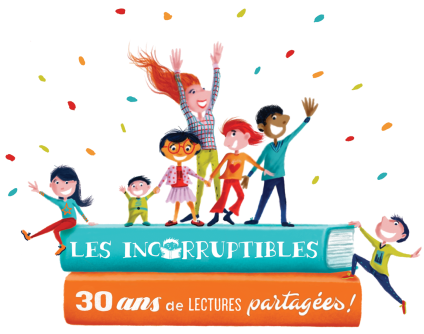 LES INCORRUPTIBLES
30 ans de LECTURES partagées!